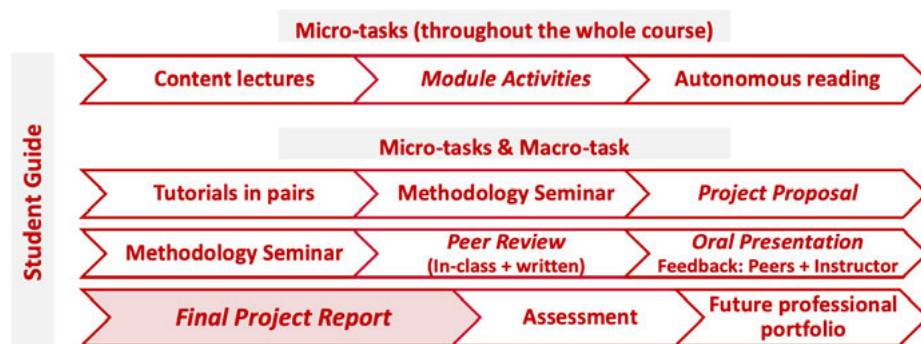 Student Guide
Micro-tasks (throughout the whole course)
Content lectures
Module Activities
Autonomous reading
Micro-tasks & Macro-task
Tutorials in pairs
Methodology Seminar
Project Proposal
Methodology Seminar
Peer Review
(In-class + written)
Oral Presentation
Feedback: Peers + Instructor
Final Project Report
Assessment
Future professional
portfolio